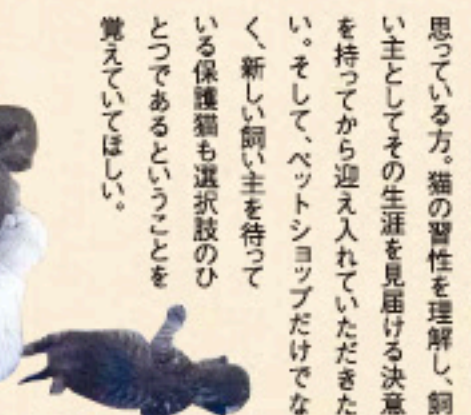 思っている方。猫の習性を理解し、飼
い主としてその生涯を見届ける決意
を持ってから迎え入れていただきた
い。そして、ペットショップだけでな
く、新しい飼い主を待って
いる保護猫も選択肢のひ
とつであるということを
覚えていてほしい。